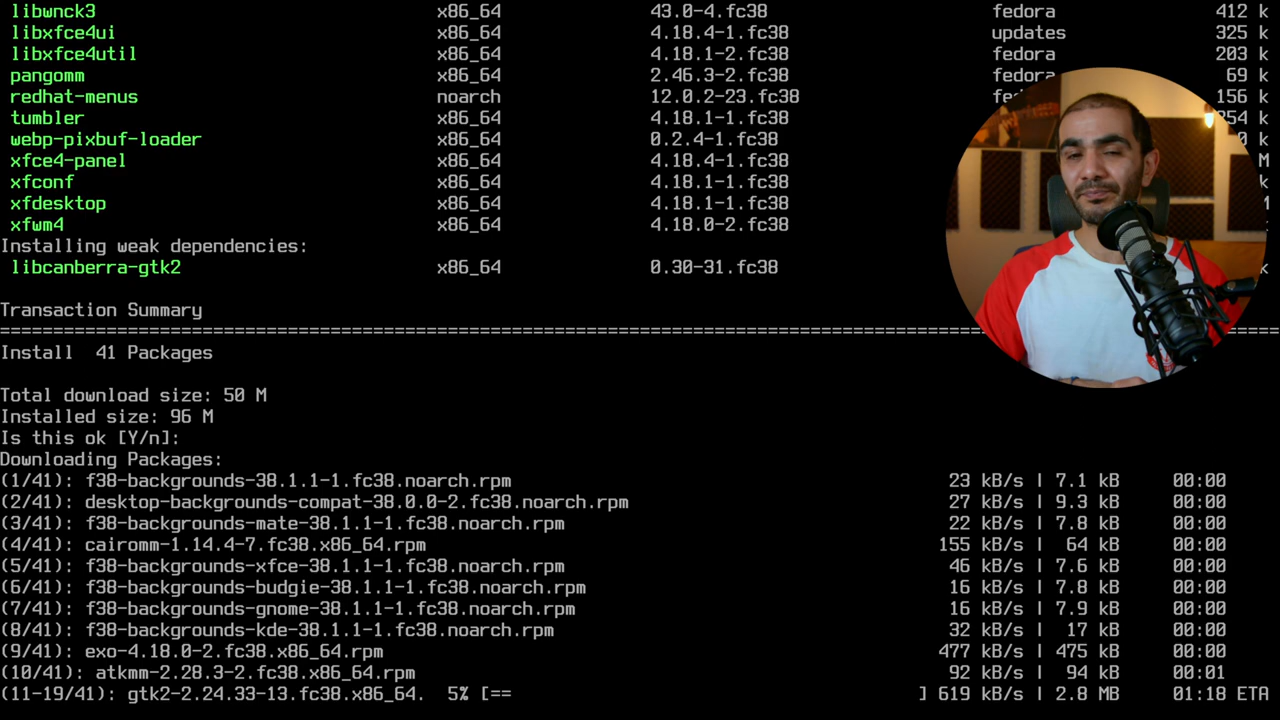 libwnck3 x86_64 43.0-4.fc38 fedora 412 k
libxfce4ui x86_64 4.18.4-1.fc38 updates 325 k
libxfce4util x86_64 4.18.1-2.fc38 fedora 203 k
pangomm x86_64 2.46.3-2.fc38 fedora 69 k
redhat-menus noarch 12.0.2-23.fc38 156 k
tumbler x86_64 4.18.1-1.fc38 k
webp-pixbuf-loader x86_64 0.2.4-1.fc38 k
xfce4-panel x86_64 4.18.4-1.fc38 M
xfconf x86_64 4.18.1-1.fc38 k
xfdesktop x86_64 4.18.1-1.fc38
xfwm4 x86_64 4.18.0-2.fc38
Installing weak dependencies:
libcanberra-gtk2 x86_64 0.30-31.fc38 k
Transaction Summary
================================================================================
Install 41 Packages
Total download size: 50 M
Installed size: 96 M
Is this ok [Y/n]:
Downloading Packages:
(1/41): f38-backgrounds-38.1.1-1.fc38.noarch.rpm 23 kB/s | 7.1 kB 00:00
(2/41): desktop-backgrounds-compat-38.0.0-2.fc38.noarch.rpm 27 kB/s | 9.3 kB 00:00
(3/41): f38-backgrounds-mate-38.1.1-1.fc38.noarch.rpm 22 kB/s | 7.8 kB 00:00
(4/41): cairomm-1.14.4-7.fc38.x86_64.rpm 155 kB/s | 64 kB 00:00
(5/41): f38-backgrounds-xfce-38.1.1-1.fc38.noarch.rpm 46 kB/s | 7.6 kB 00:00
(6/41): f38-backgrounds-budgie-38.1.1-1.fc38.noarch.rpm 16 kB/s | 7.8 kB 00:00
(7/41): f38-backgrounds-gnome-38.1.1-1.fc38.noarch.rpm 16 kB/s | 7.9 kB 00:00
(8/41): f38-backgrounds-kde-38.1.1-1.fc38.noarch.rpm 32 kB/s | 17 kB 00:00
(9/41): exo-4.18.0-2.fc38.x86_64.rpm 477 kB/s | 475 kB 00:00
(10/41): atkmm-2.28.3-2.fc38.x86_64.rpm 92 kB/s | 94 kB 00:01
(11-19/41): gtk2-2.24.33-13.fc38.x86_64. 5% [== ] 619 kB/s | 2.8 MB 01:18 ETA